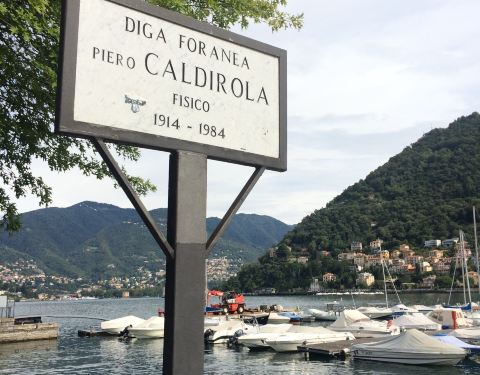 DIGA FORANEA
PIERO CALDIROLA
FISICO
1914 - 1984